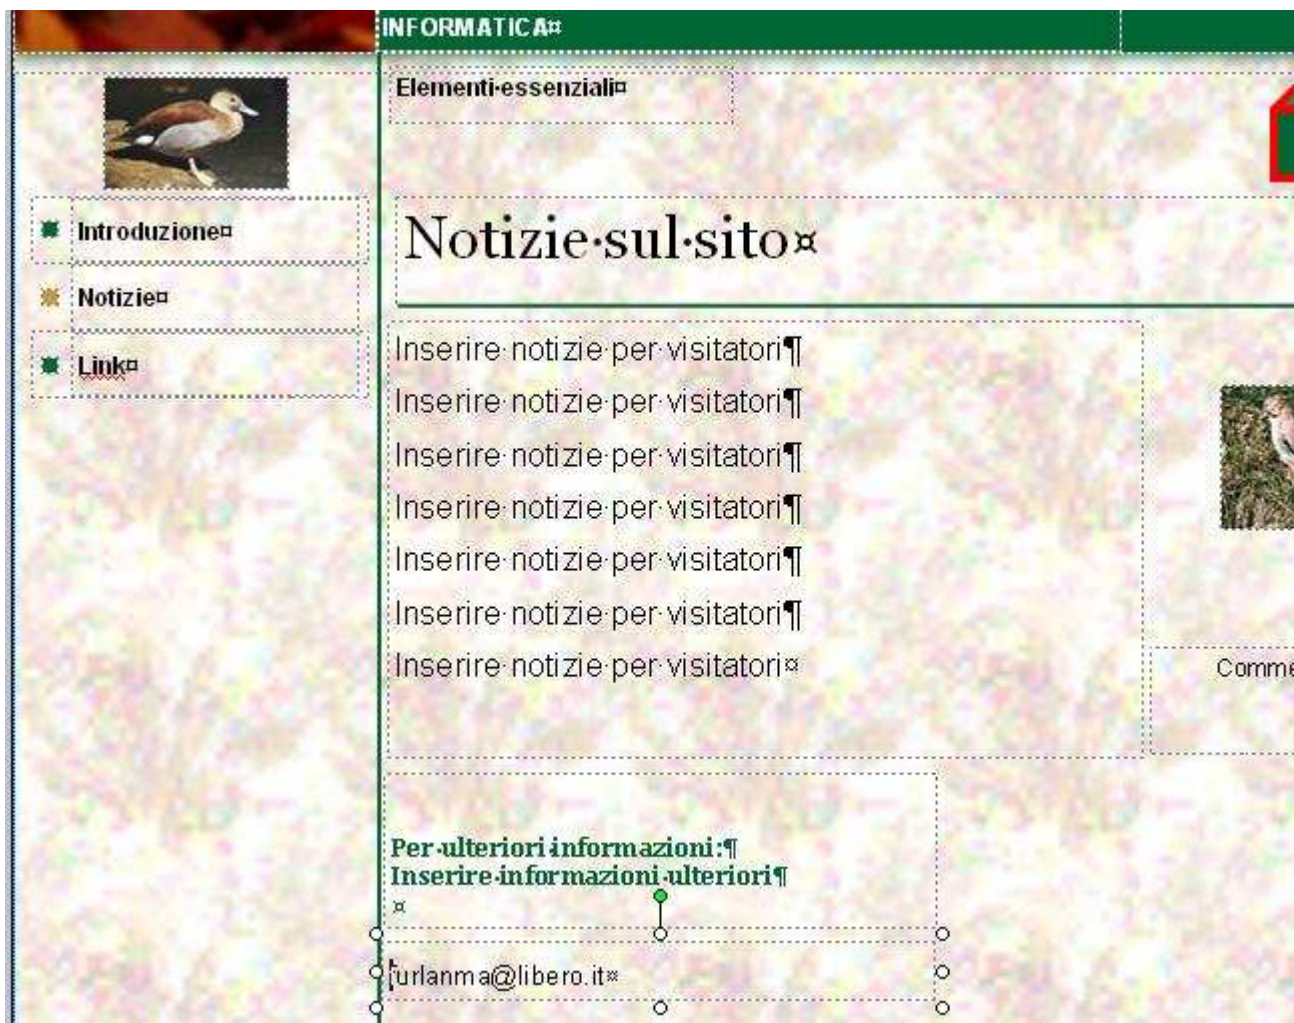 INFORMATICA¤
Elementi·essenziali¤
Introduzione¤
Notizie¤
Link¤
Notizie·sul·sito¤
Inserire·notizie·per·visitatori¶
Inserire·notizie·per·visitatori¶
Inserire·notizie·per·visitatori¶
Inserire·notizie·per·visitatori¶
Inserire·notizie·per·visitatori¶
Inserire·notizie·per·visitatori¶
Inserire·notizie·per·visitatori¤
Comme
Per·ulteriori·informazioni:¶
Inserire·informazioni·ulteriori¶
¤
furlanma@libero.it¤